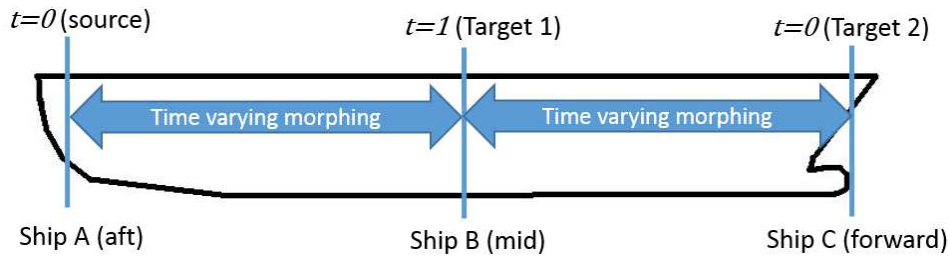 t=0 (source)
t=1 (Target 1)
t=0 (Target 2)
Time varying morphing
Time varying morphing
Ship A (aft)
Ship B (mid)
Ship C (forward)